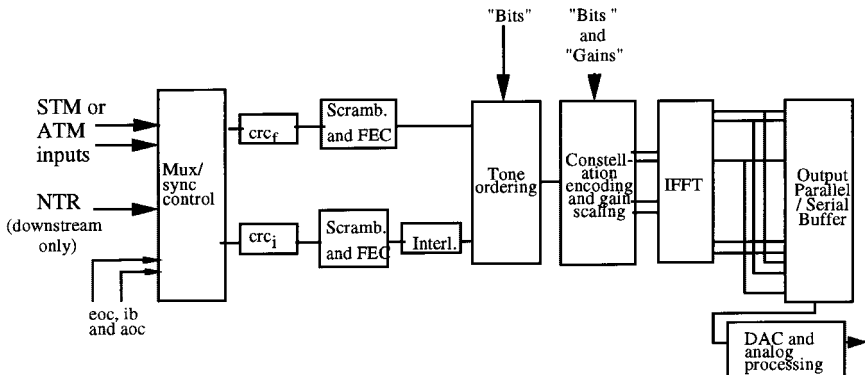 "Bits"
"Bits"
and
"Gains"
STM or
ATM
inputs
NTR
(downstream
only)
eoc, ib
and aoc
Mux/
sync
control
crcf
Scramb.
and FEC
crci
Scramb.
and FEC
Interl.
Tone
ordering
Constell-
ation
encoding
and gain
scaling
IFFT
Output
Parallel
/ Serial
Buffer
DAC and
analog
processing